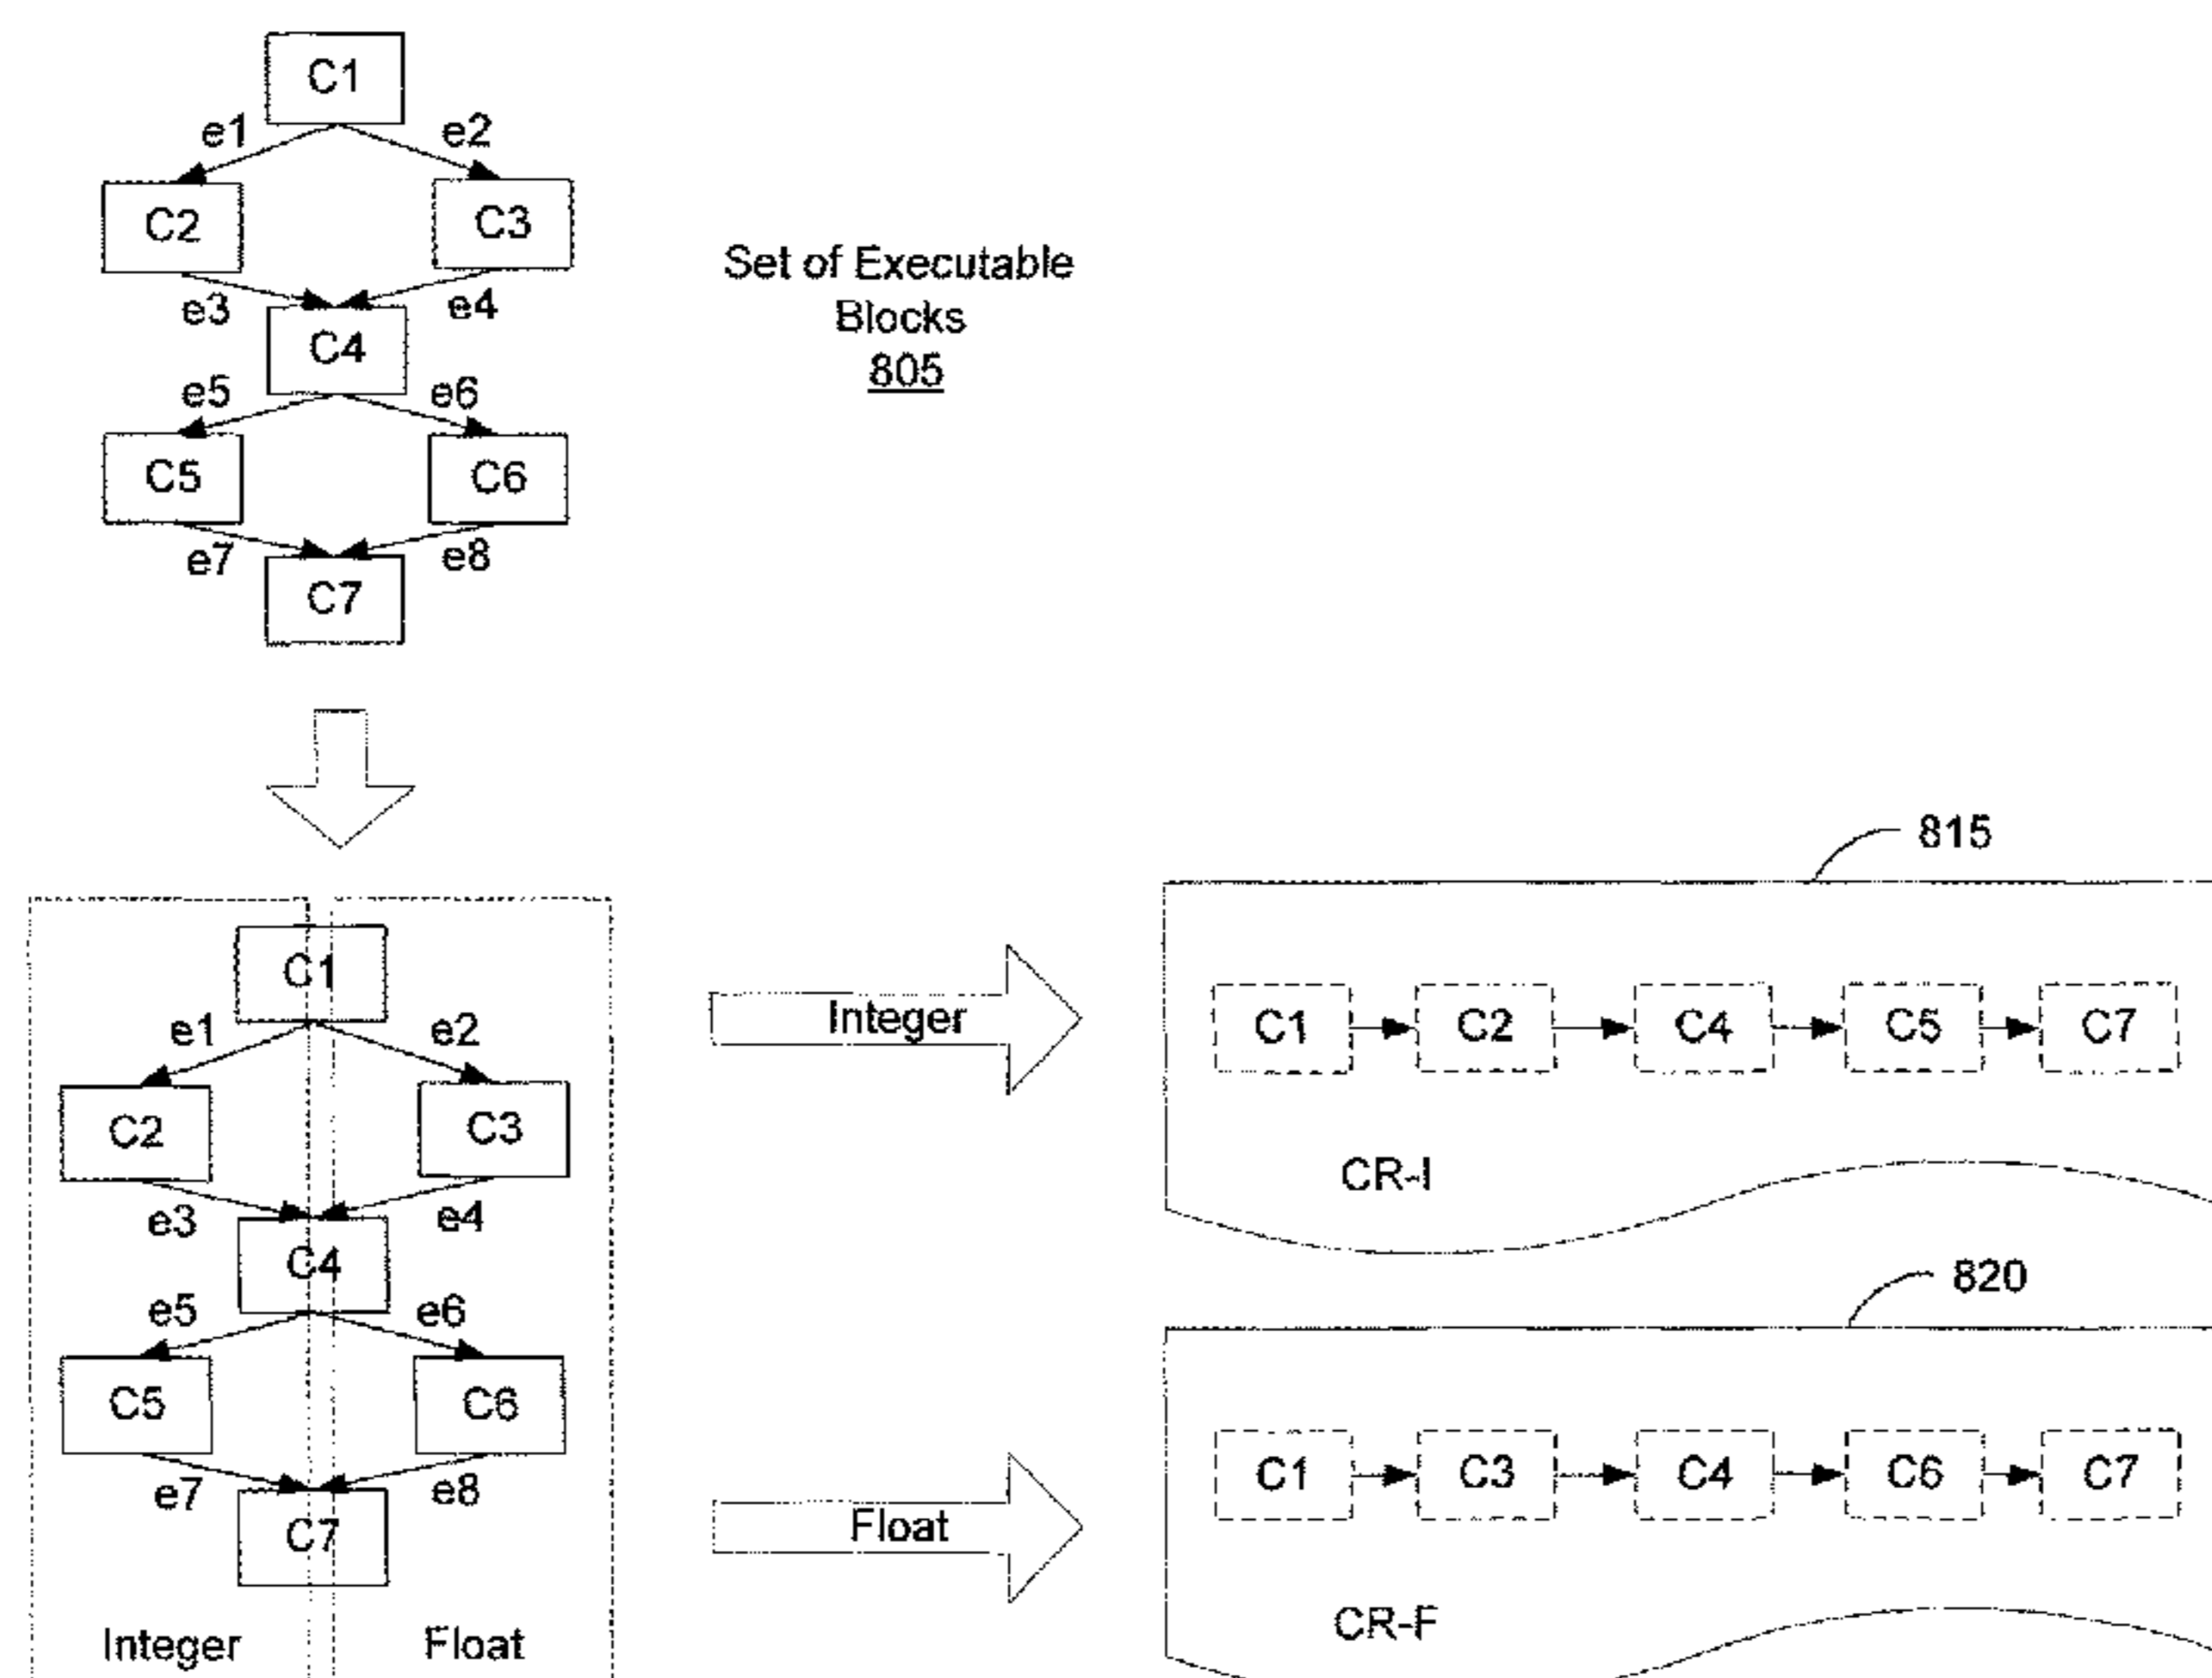 C1
e1 e2
C2 C3
Set of Executable
Blocks
805
e3 e4
C4
e5 e6
C5 C6
e7 e8
C7
815
C1
e1 e2
Integer
C1 C2 C4 C5 C7
C2 C3
CR-I
e3 e4
C4
820
e5 e6
C5 C6
C1 C3 C4 C6 C7
e7 e8
Float
C7
CR-F
Integer Float